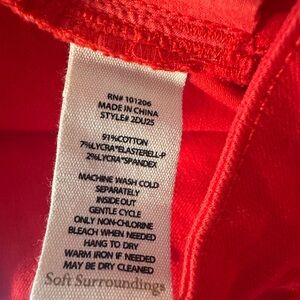 RN# 101206
MADE IN CHINA
STYLE# 2DU25
91%COTTON
7%LYCRA®ELASTERELL-P
2%LYCRA®SPANDEX
MACHINE WASH COLD
SEPARATELY
INSIDE OUT
GENTLE CYCLE
ONLY NON-CHLORINE
BLEACH WHEN NEEDED
HANG TO DRY
WARM IRON IF NEEDED
MAY BE DRY CLEANED
Soft Surroundings